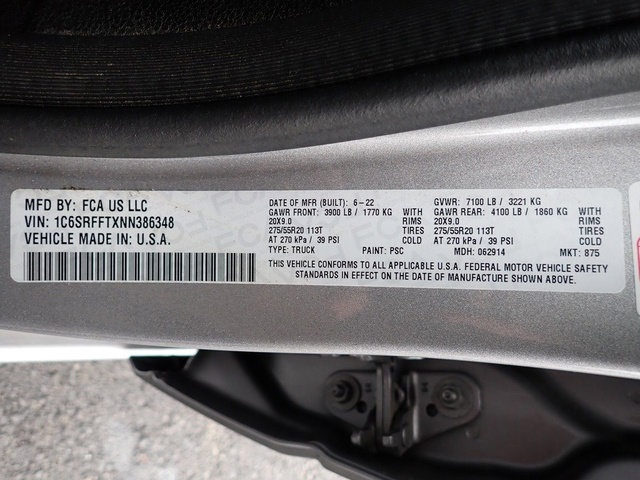 MFD BY: FCA US LLC
VIN: 1C6SRFFTXNN386348
VEHICLE MADE IN U.S.A.
DATE OF MFR (BUILT): 6-22 GVWR: 7100 LB / 3221 KG
GAWR FRONT: 3900 LB / 1770 KG WITH GAWR REAR: 4100 LB / 1860 KG WITH
20X9.0 RIMS 20X9.0 RIMS
275/55R20 113T TIRES 275/55R20 113T TIRES
AT 270 kPa / 39 PSI COLD AT 270 kPa / 39 PSI COLD
TYPE: TRUCK PAINT: PSC MDH: 062914 MKT: 875
THIS VEHICLE CONFORMS TO ALL APPLICABLE U.S.A. FEDERAL MOTOR VEHICLE SAFETY
STANDARDS IN EFFECT ON THE DATE OF MANUFACTURE SHOWN ABOVE.